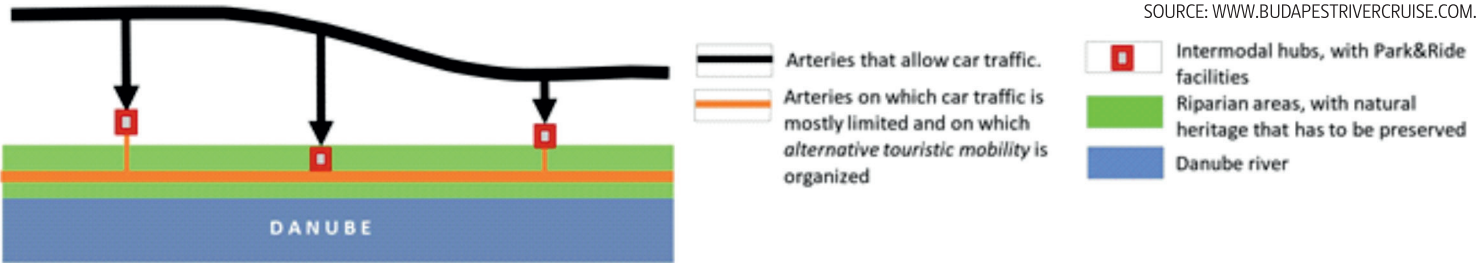 SOURCE: WWW.BUDAPESTRIVERCRUISE.COM.
DANUBE
Arteries that allow car traffic.
Arteries on which car traffic is
mostly limited and on which
alternative touristic mobility is
organized
Intermodal hubs, with Park&Ride
facilities
Riparian areas, with natural
heritage that has to be preserved
Danube river